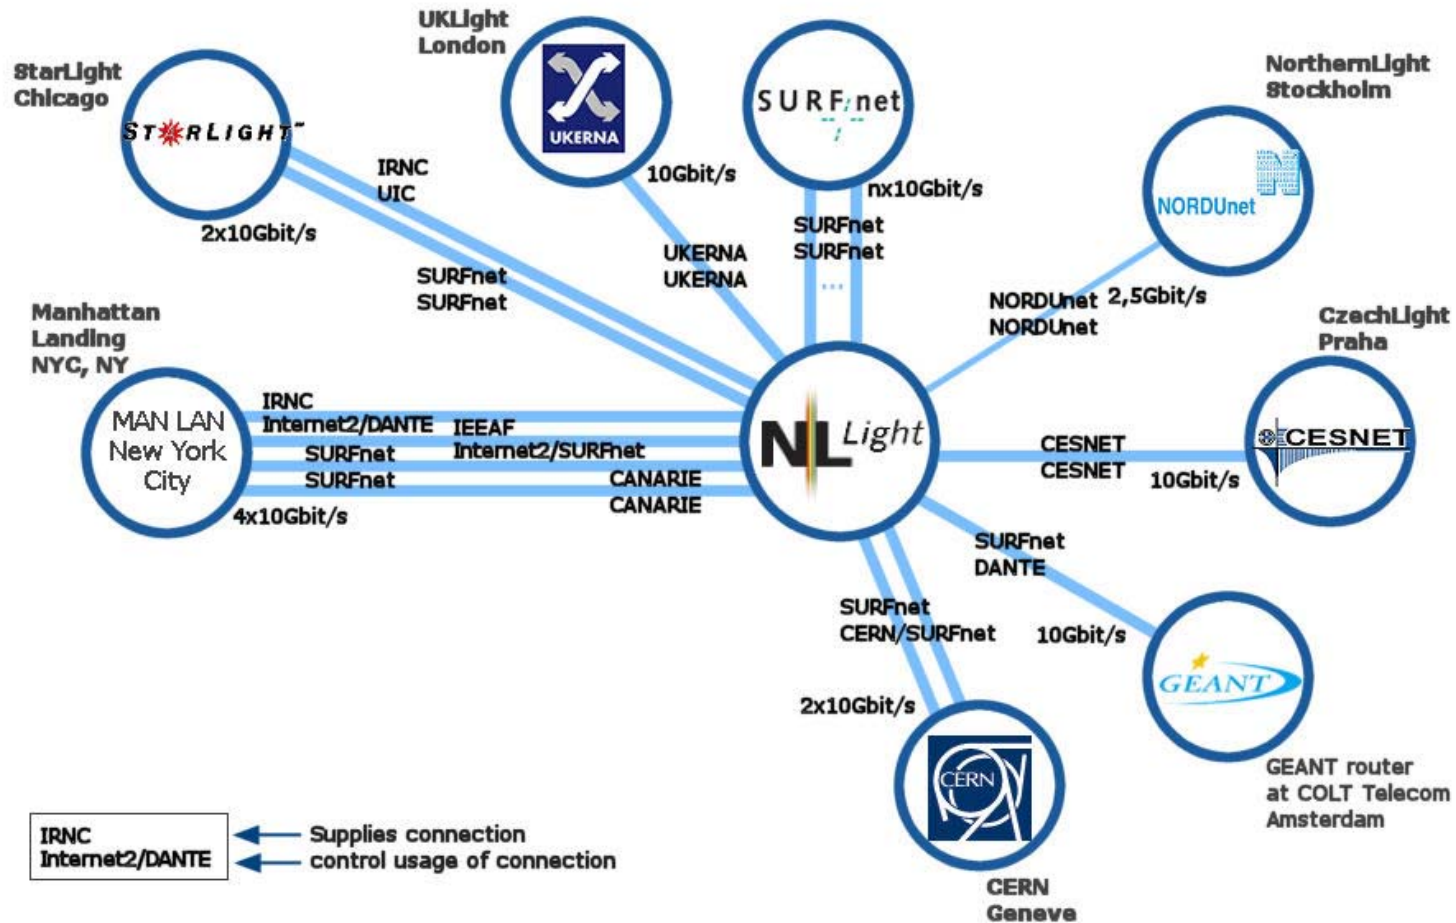 UKLight
London
StarLight
Chicago
STARLIGHT
UKERNA
SURFnet
NorthernLight
Stockholm
N
NORDUnet
IRNC
UIC
10Gbit/s
nx10Gbit/s
2x10Gbit/s
SURFnet
SURFnet
UKERNA
UKERNA
SURFnet
SURFnet
...
NORDUnet
NORDUnet
2,5Gbit/s
Manhattan
Landing
NYC, NY
CzechLight
Praha
MAN LAN
New York
City
IRNC
Internet2/DANTE
IEEAF
Internet2/SURFnet
SURFnet
SURFnet
CANARIE
CANARIE
4x10Gbit/s
NL Light
CESNET
CESNET
10Gbit/s
CESNET
SURFnet
DANTE
10Gbit/s
SURFnet
CERN/SURFnet
2x10Gbit/s
GEANT
CERN
GEANT router
at COLT Telecom
Amsterdam
CERN
Geneve
IRNC
Internet2/DANTE
Supplies connection
control usage of connection